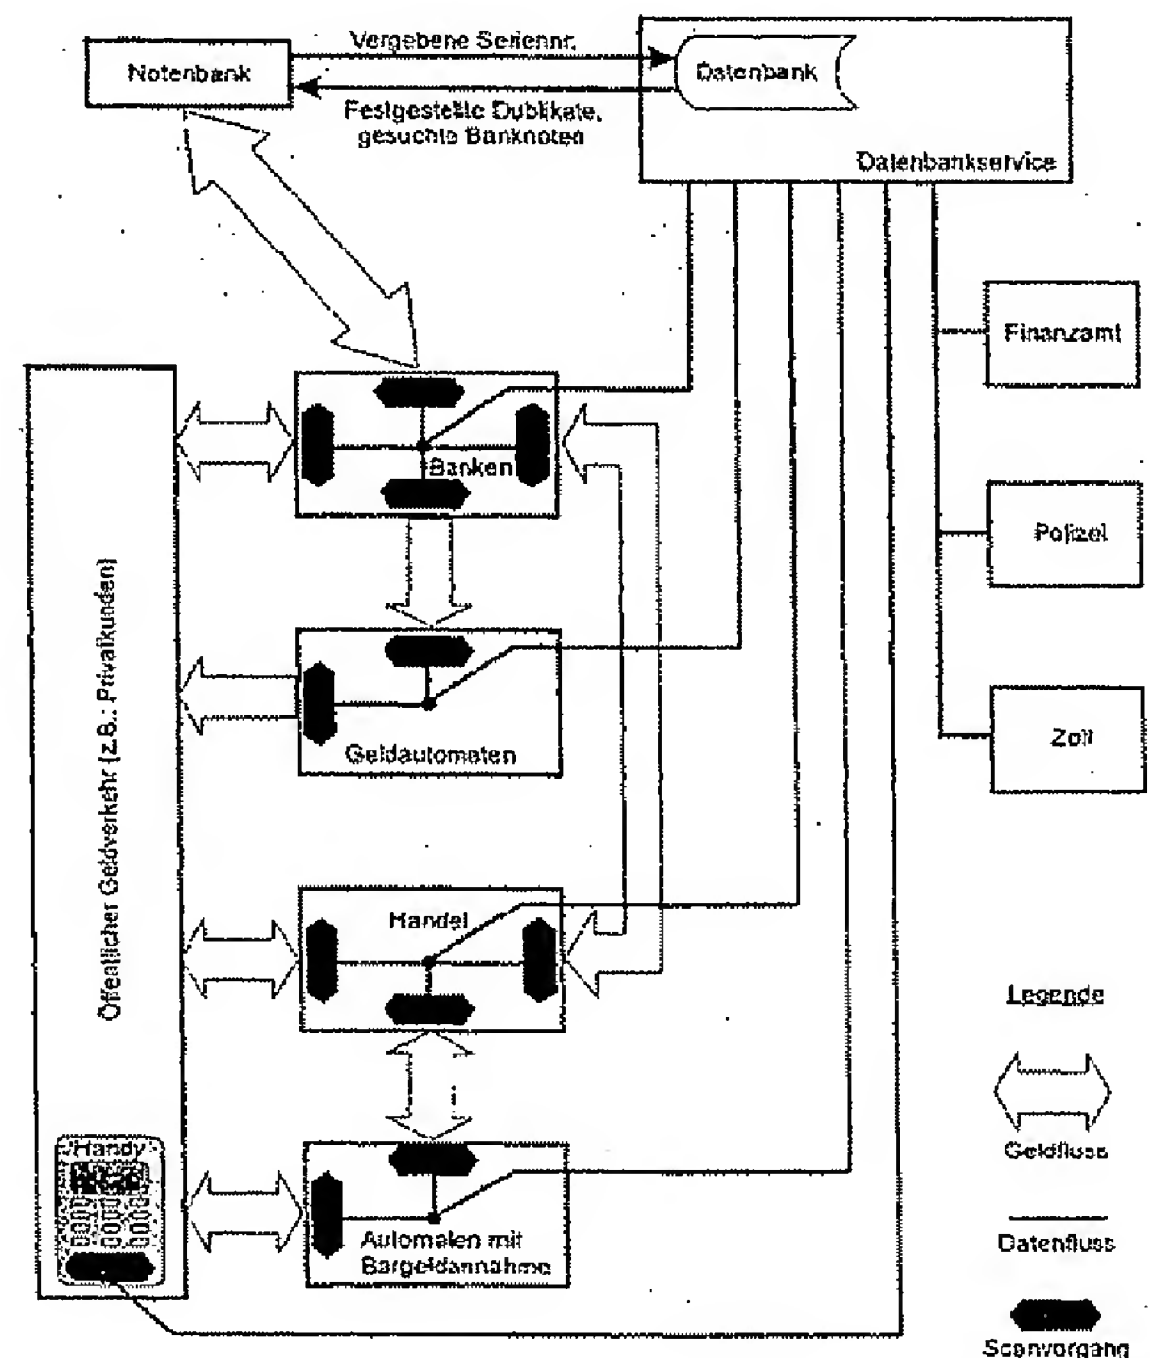 Vergebene Seriennr.
Notenbank
Datenbank
Festgestellte Dublikate,
gesuchte Banknoten
Datenbankservice
Finanzamt
Banken
Polizei
Öffentlicher Geldverkehr (z.B.: Privatkunden)
Geldautomaten
Zoll
Handel
Legende
Geldfluss
Handy
Automaten mit
Bargeldannahme
Datenfluss
Scanvorgang